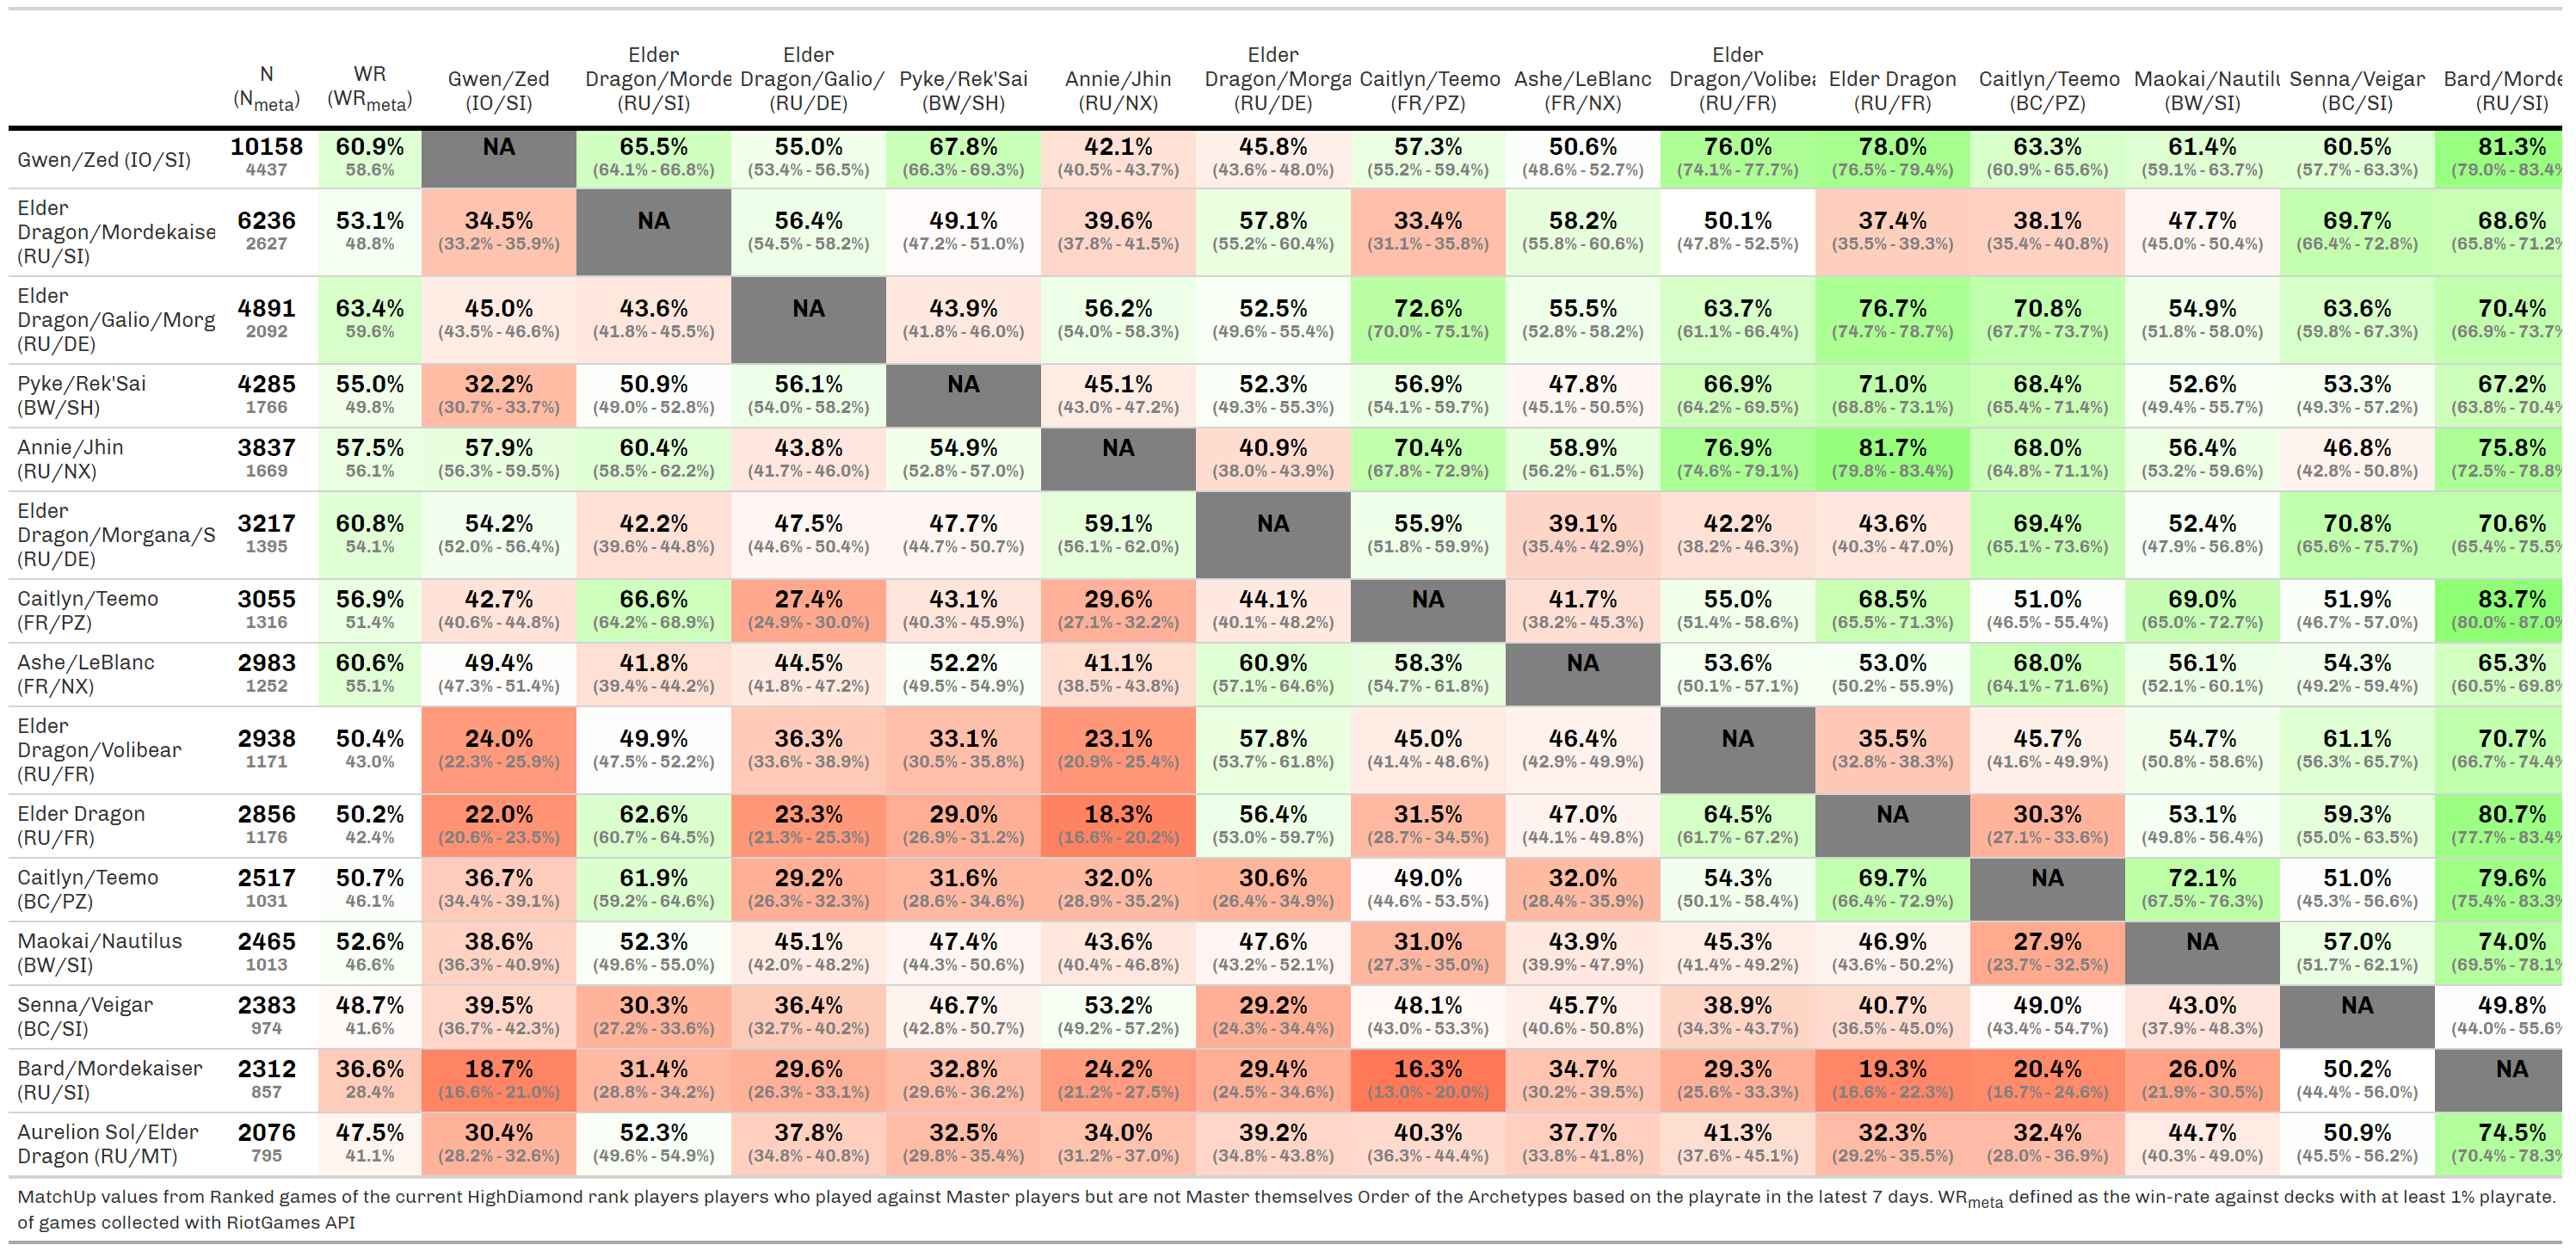 Elder Elder Elder Elder
N WR Gwen/Zed Dragon/Morde Dragon/Galio/ Pyke/Rek'Sai Annie/Jhin Dragon/Morga Caitlyn/Teemo Ashe/LeBlanc Dragon/Volibea Elder Dragon Caitlyn/Teemo Maokai/Nautilu Senna/Veigar Bard/Morde
(Nmeta) (WRmeta) (IO/SI) (RU/SI) (RU/DE) (BW/SH) (RU/NX) (RU/DE) (FR/PZ) (FR/NX) (RU/FR) (RU/FR) (BC/PZ) (BW/SI) (BC/SI) (RU/SI)
Gwen/Zed (IO/SI) 10158 60.9% NA 65.5% 55.0% 67.8% 42.1% 45.8% 57.3% 50.6% 76.0% 78.0% 63.3% 61.4% 60.5% 81.3%
4437 58.6% (64.1% - 66.8%) (53.4% - 56.5%) (66.3% - 69.3%) (40.5% - 43.7%) (43.6% - 48.0%) (55.2% - 59.4%) (48.6% - 52.7%) (74.1% - 77.7%) (76.5% - 79.4%) (60.9% - 65.6%) (59.1% - 63.7%) (57.7% - 63.3%) (79.0% - 83.4%
Elder
Dragon/Mordekaise 6236 53.1% 34.5% NA 56.4% 49.1% 39.6% 57.8% 33.4% 58.2% 50.1% 37.4% 38.1% 47.7% 69.7% 68.6%
(RU/SI) 2627 48.8% (33.2% - 35.9%) (54.5% - 58.2%) (47.2% - 51.0%) (37.8% - 41.5%) (55.2% - 60.4%) (31.1% - 35.8%) (55.8% - 60.6%) (47.8% - 52.5%) (35.5% - 39.3%) (35.4% - 40.8%) (45.0% - 50.4%) (66.4% - 72.8%) (65.8% - 71.2%
Elder
Dragon/Galio/Morg 4891 63.4% 45.0% 43.6% NA 43.9% 56.2% 52.5% 72.6% 55.5% 63.7% 76.7% 70.8% 54.9% 63.6% 70.4%
(RU/DE) 2092 59.6% (43.5% - 46.6%) (41.8% - 45.5%) (41.8% - 46.0%) (54.0% - 58.3%) (49.6% - 55.4%) (70.0% - 75.1%) (52.8% - 58.2%) (61.1% - 66.4%) (74.7% - 78.7%) (67.7% - 73.7%) (51.8% - 58.0%) (59.8% - 67.3%) (66.9% - 73.7%
Pyke/Rek'Sai 4285 55.0% 32.2% 50.9% 56.1% NA 45.1% 52.3% 56.9% 47.8% 66.9% 71.0% 68.4% 52.6% 53.3% 67.2%
(BW/SH) 1766 49.8% (30.7% - 33.7%) (49.0% - 52.8%) (54.0% - 58.2%) (43.0% - 47.2%) (49.3% - 55.3%) (54.1% - 59.7%) (45.1% - 50.5%) (64.2% - 69.5%) (68.8% - 73.1%) (65.4% - 71.4%) (49.4% - 55.7%) (49.3% - 57.2%) (63.8% - 70.4%
Annie/Jhin 3837 57.5% 57.9% 60.4% 43.8% 54.9% NA 40.9% 70.4% 58.9% 76.9% 81.7% 68.0% 56.4% 46.8% 75.8%
(RU/NX) 1669 56.1% (56.3% - 59.5%) (58.5% - 62.2%) (41.7% - 46.0%) (52.8% - 57.0%) (38.0% - 43.9%) (67.8% - 72.9%) (56.2% - 61.5%) (74.6% - 79.1%) (79.8% - 83.4%) (64.8% - 71.1%) (53.2% - 59.6%) (42.8% - 50.8%) (72.5% - 78.8%
Elder
Dragon/Morgana/S 3217 60.8% 54.2% 42.2% 47.5% 47.7% 59.1% NA 55.9% 39.1% 42.2% 43.6% 69.4% 52.4% 70.8% 70.6%
(RU/DE) 1395 54.1% (52.0% - 56.4%) (39.6% - 44.8%) (44.6% - 50.4%) (44.7% - 50.7%) (56.1% - 62.0%) (51.8% - 59.9%) (35.4% - 42.9%) (38.2% - 46.3%) (40.3% - 47.0%) (65.1% - 73.6%) (47.9% - 56.8%) (65.6% - 75.7%) (65.4% - 75.5%
Caitlyn/Teemo 3055 56.9% 42.7% 66.6% 27.4% 43.1% 29.6% 44.1% NA 41.7% 55.0% 68.5% 51.0% 69.0% 51.9% 83.7%
(FR/PZ) 1316 51.4% (40.6% - 44.8%) (64.2% - 68.9%) (24.9% - 30.0%) (40.3% - 45.9%) (27.1% - 32.2%) (40.1% - 48.2%) (38.2% - 45.3%) (51.4% - 58.6%) (65.5% - 71.3%) (46.5% - 55.4%) (65.0% - 72.7%) (46.7% - 57.0%) (80.0% - 87.0%
Ashe/LeBlanc 2983 60.6% 49.4% 41.8% 44.5% 52.2% 41.1% 60.9% 58.3% NA 53.6% 53.0% 68.0% 56.1% 54.3% 65.3%
(FR/NX) 1252 55.1% (47.3% - 51.4%) (39.4% - 44.2%) (41.8% - 47.2%) (49.5% - 54.9%) (38.5% - 43.8%) (57.1% - 64.6%) (54.7% - 61.8%) (50.1% - 57.1%) (50.2% - 55.9%) (64.1% - 71.6%) (52.1% - 60.1%) (49.2% - 59.4%) (60.5% - 69.8%
Elder
Dragon/Volibear 2938 50.4% 24.0% 49.9% 36.3% 33.1% 23.1% 57.8% 45.0% 46.4% NA 35.5% 45.7% 54.7% 61.1% 70.7%
(RU/FR) 1171 43.0% (22.3% - 25.9%) (47.5% - 52.2%) (33.6% - 38.9%) (30.5% - 35.8%) (20.9% - 25.4%) (53.7% - 61.8%) (41.4% - 48.6%) (42.9% - 49.9%) (32.8% - 38.3%) (41.6% - 49.9%) (50.8% - 58.6%) (56.3% - 65.7%) (66.7% - 74.4%
Elder Dragon 2856 50.2% 22.0% 62.6% 23.3% 29.0% 18.3% 56.4% 31.5% 47.0% 64.5% NA 30.3% 53.1% 59.3% 80.7%
(RU/FR) 1176 42.4% (20.6% - 23.5%) (60.7% - 64.5%) (21.3% - 25.3%) (26.9% - 31.2%) (16.6% - 20.2%) (53.0% - 59.7%) (28.7% - 34.5%) (44.1% - 49.8%) (61.7% - 67.2%) (27.1% - 33.6%) (49.8% - 56.4%) (55.0% - 63.5%) (77.7% - 83.4%
Caitlyn/Teemo 2517 50.7% 36.7% 61.9% 29.2% 31.6% 32.0% 30.6% 49.0% 32.0% 54.3% 69.7% NA 72.1% 51.0% 79.6%
(BC/PZ) 1031 46.1% (34.4% - 39.1%) (59.2% - 64.6%) (26.3% - 32.3%) (28.6% - 34.6%) (28.9% - 35.2%) (26.4% - 34.9%) (44.6% - 53.5%) (28.4% - 35.9%) (50.1% - 58.4%) (66.4% - 72.9%) (67.5% - 76.3%) (45.3% - 56.6%) (75.4% - 83.3%
Maokai/Nautilus 2465 52.6% 38.6% 52.3% 45.1% 47.4% 43.6% 47.6% 31.0% 43.9% 45.3% 46.9% 27.9% NA 57.0% 74.0%
(BW/SI) 1013 46.6% (36.3% - 40.9%) (49.6% - 55.0%) (42.0% - 48.2%) (44.3% - 50.6%) (40.4% - 46.8%) (43.2% - 52.1%) (27.3% - 35.0%) (39.9% - 47.9%) (41.4% - 49.2%) (43.6% - 50.2%) (23.7% - 32.5%) (51.7% - 62.1%) (69.5% - 78.1%
Senna/Veigar 2383 48.7% 39.5% 30.3% 36.4% 46.7% 53.2% 29.2% 48.1% 45.7% 38.9% 40.7% 49.0% 43.0% NA 49.8%
(BC/SI) 974 41.6% (36.7% - 42.3%) (27.2% - 33.6%) (32.7% - 40.2%) (42.8% - 50.7%) (49.2% - 57.2%) (24.3% - 34.4%) (43.0% - 53.3%) (40.6% - 50.8%) (34.3% - 43.7%) (36.5% - 45.0%) (43.4% - 54.7%) (37.9% - 48.3%) (44.0% - 55.6%
Bard/Mordekaiser 2312 36.6% 18.7% 31.4% 29.6% 32.8% 24.2% 29.4% 16.3% 34.7% 29.3% 19.3% 20.4% 26.0% 50.2% NA
(RU/SI) 857 28.4% (16.6% - 21.0%) (28.8% - 34.2%) (26.3% - 33.1%) (29.6% - 36.2%) (21.2% - 27.5%) (24.5% - 34.6%) (13.0% - 20.0%) (30.2% - 39.5%) (25.6% - 33.3%) (16.6% - 22.3%) (16.7% - 24.6%) (21.9% - 30.5%) (44.4% - 56.0%)
Aurelion Sol/Elder 2076 47.5% 30.4% 52.3% 37.8% 32.5% 34.0% 39.2% 40.3% 37.7% 41.3% 32.3% 32.4% 44.7% 50.9% 74.5%
Dragon (RU/MT) 795 41.1% (28.2% - 32.6%) (49.6% - 54.9%) (34.8% - 40.8%) (29.8% - 35.4%) (31.2% - 37.0%) (34.8% - 43.8%) (36.3% - 44.4%) (33.8% - 41.8%) (37.6% - 45.1%) (29.2% - 35.5%) (28.0% - 36.9%) (40.3% - 49.0%) (45.5% - 56.2%) (70.4% - 78.3%
MatchUp values from Ranked games of the current HighDiamond rank players players who played against Master players but are not Master themselves Order of the Archetypes based on the playrate in the latest 7 days. WRmeta defined as the win-rate against decks with at least 1% playrate.
of games collected with RiotGames API